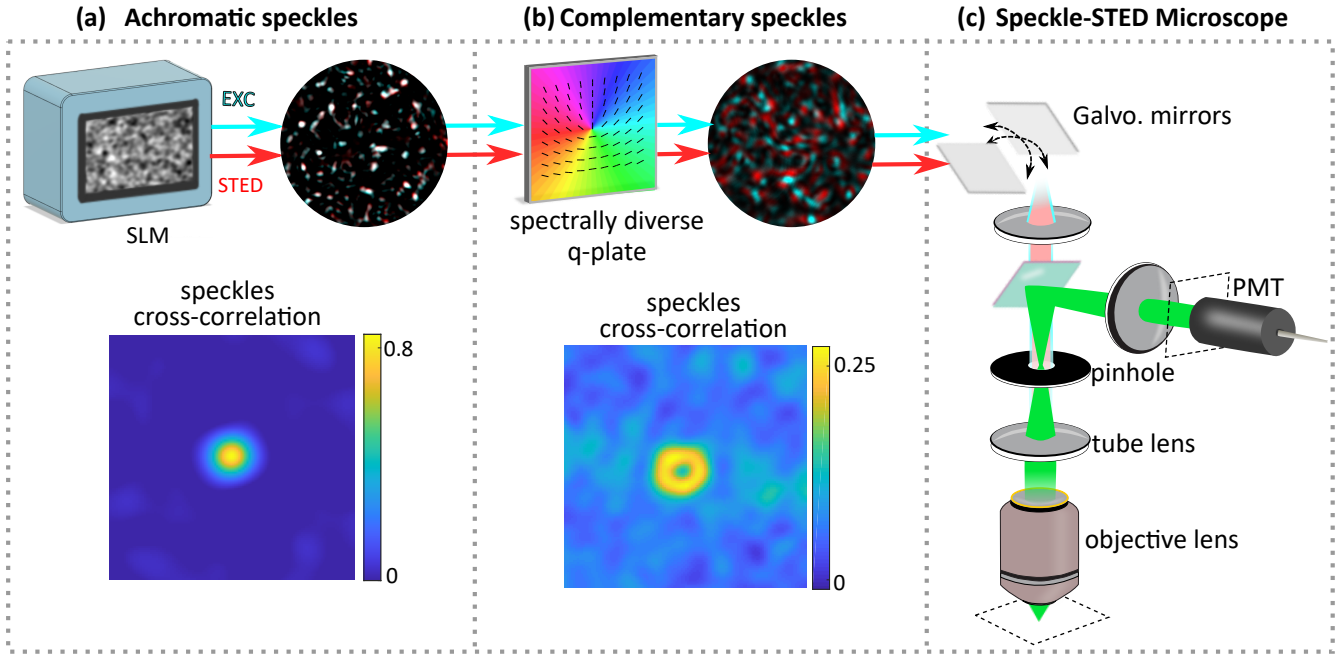 (a) Achromatic speckles
EXC
STED
SLM
speckles
cross-correlation
0.8
0
(b) Complementary speckles
spectrally diverse
q-plate
speckles
cross-correlation
0.25
0
(c) Speckle-STED Microscope
Galvo. mirrors
PMT
pinhole
tube lens
objective lens